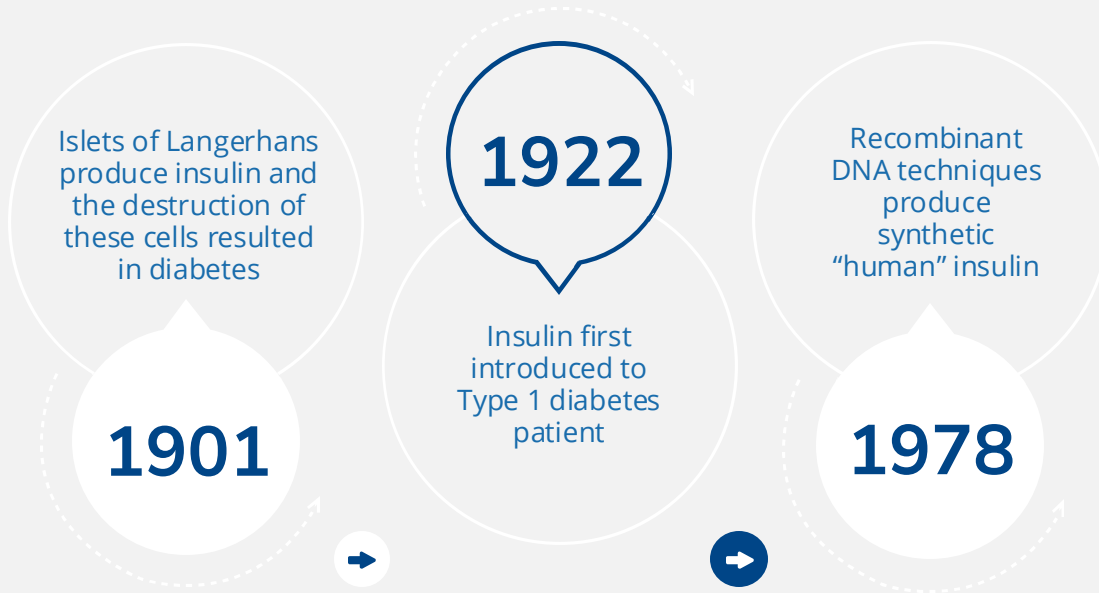 Islets of Langerhans
produce insulin and
the destruction of
these cells resulted
in diabetes
1901
1922
Insulin first
introduced to
Type 1 diabetes
patient
Recombinant
DNA techniques
produce
synthetic
“human” insulin
1978